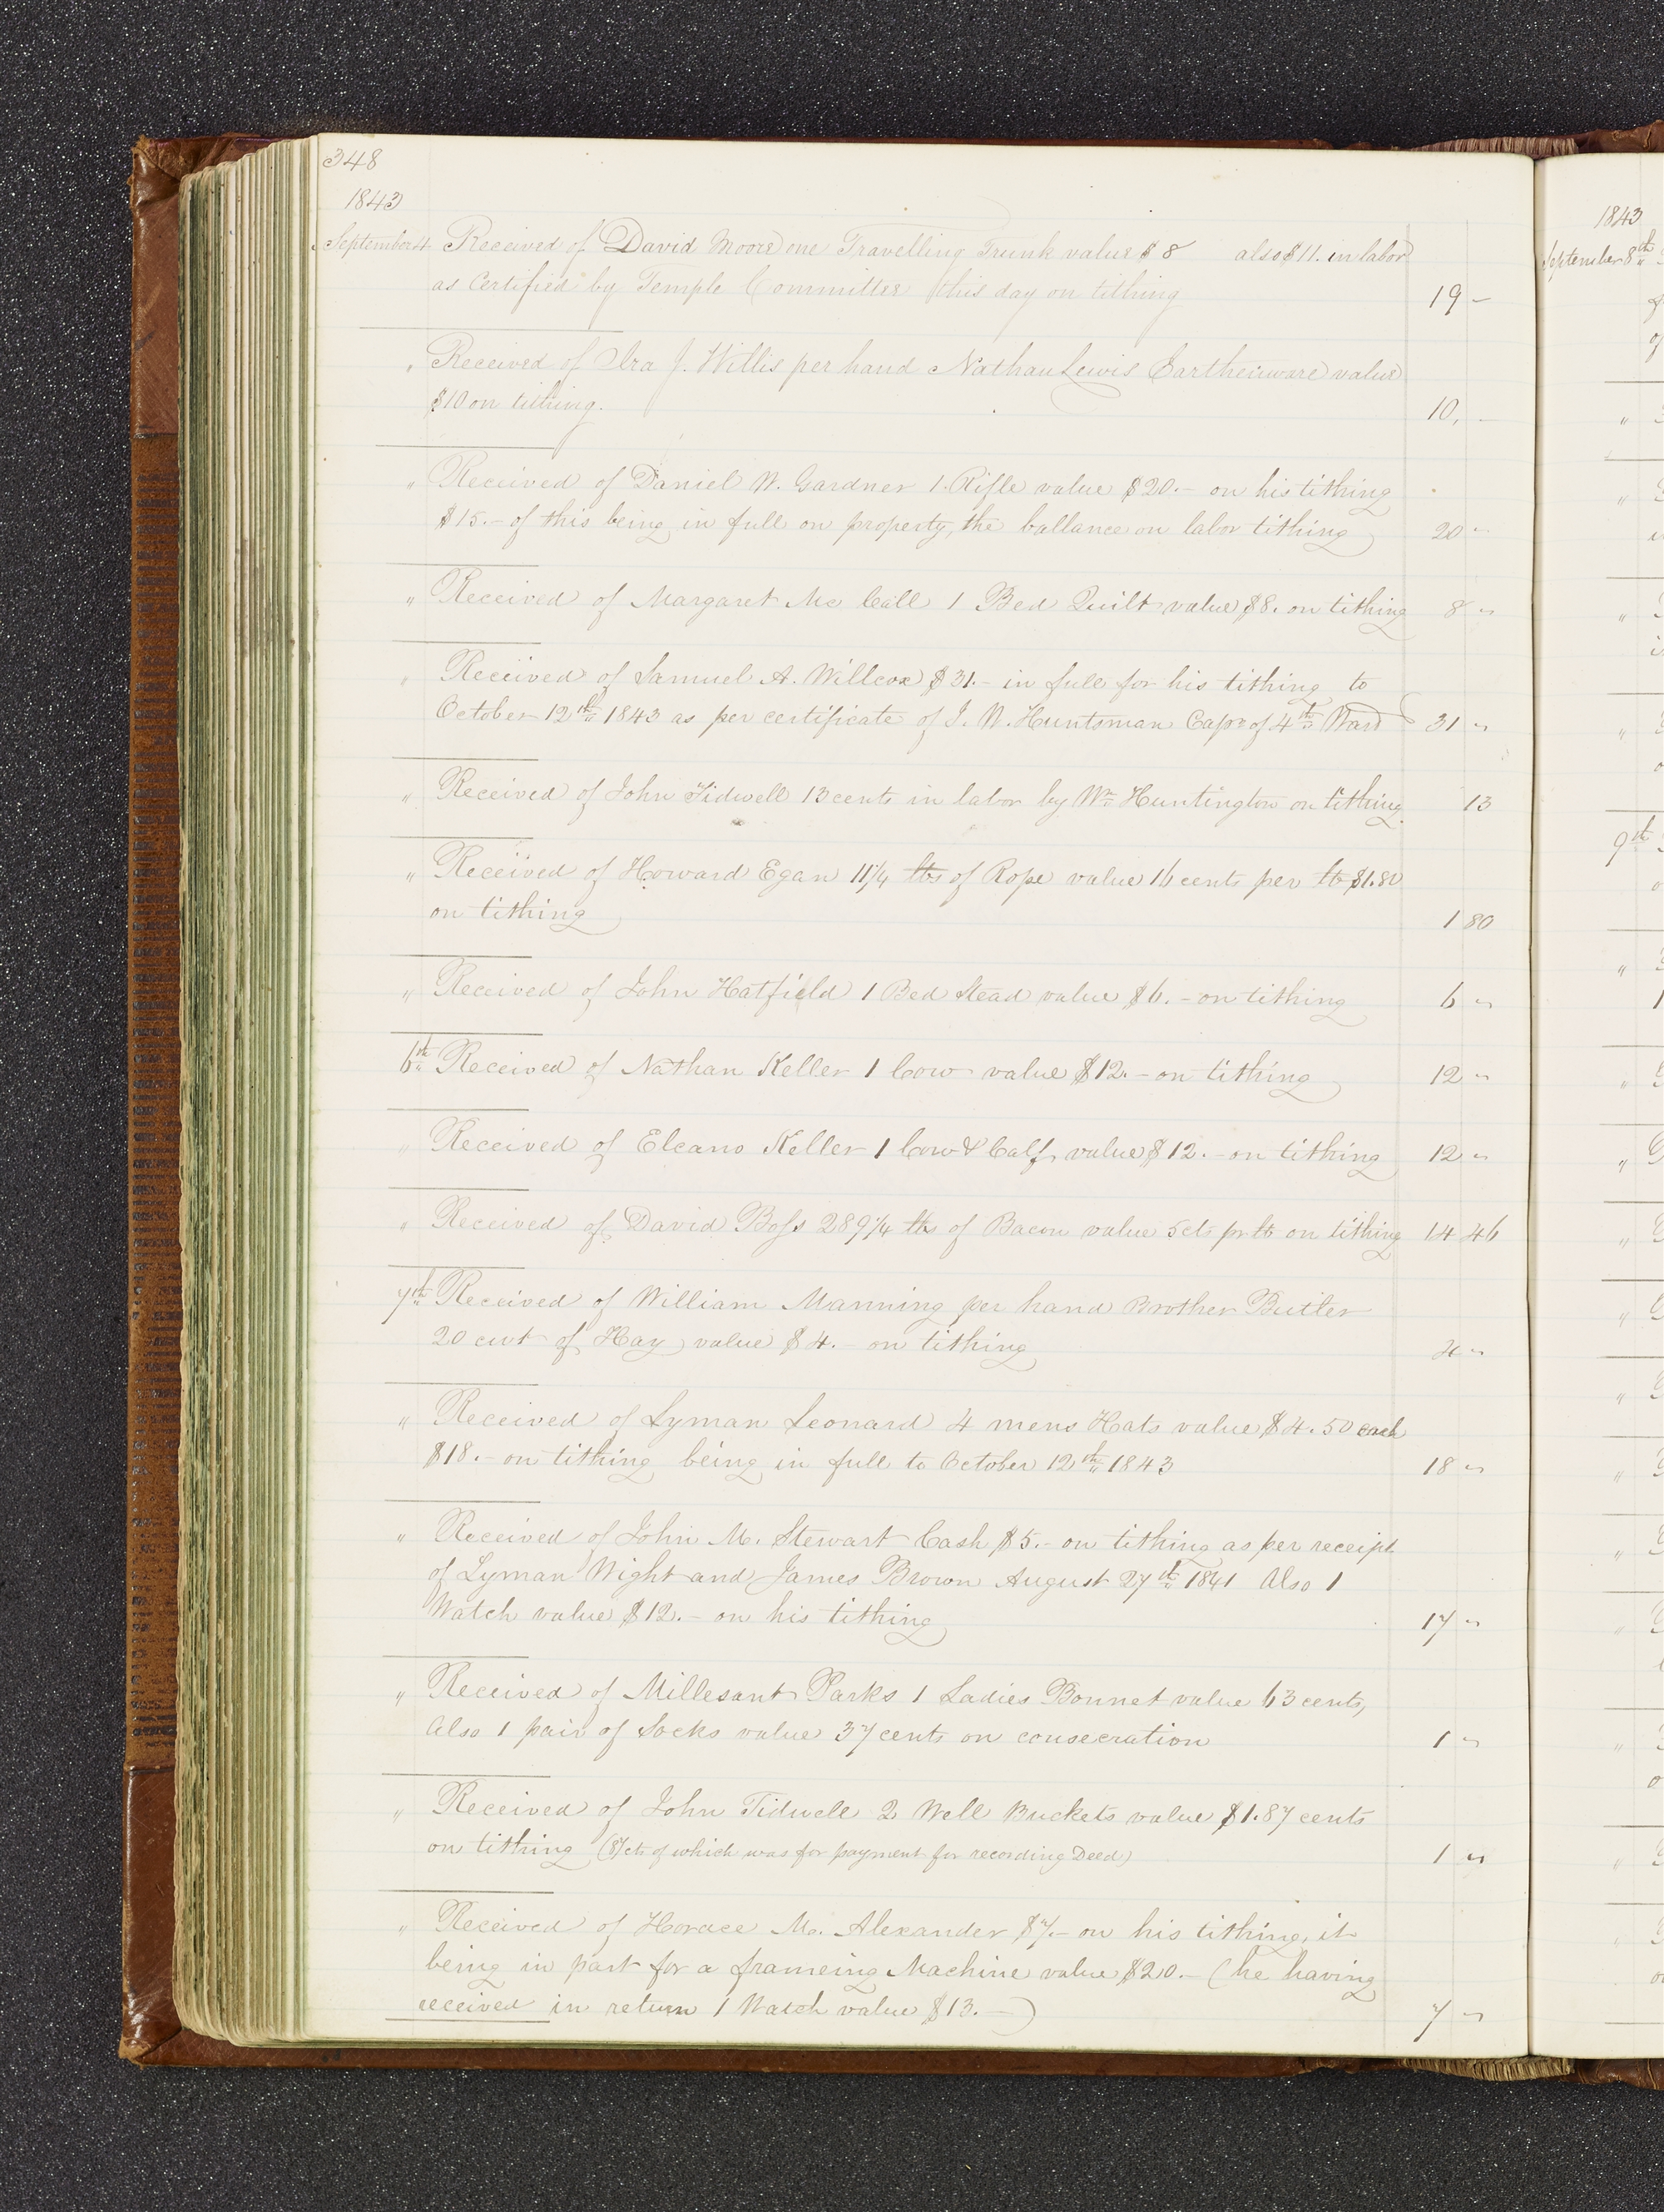 348
1843
September 4 Received of David Moore one Travelling Trunk value $8 also $11. in labor
as Certified by Temple Committee this day on tithing 19 –
" Received of Ira J. Willis per hand Nathan Lewis Earthenware value
$10 on tithing. 10, –
" Received of Daniel W. Gardner 1 Rifle value $20.– on his tithing
$15.– of this being in full on property, the ballance on labor tithing 20 "
" Received of Margaret Mc Call 1 Bed Quilt value $8. on tithing 8 "
" Received of Samuel A. Willcox $31.– in full for his tithing to
October 12th 1843 as per certificate of J. W. Huntsman Capn of 4th Ward 31 "
" Received of John Tidwell 13 cents in labor by Wm Huntington on tithing. 13
" Received of Howard Egan 11¼ lbs of Rope value 16 cents per lb $1.80
on tithing 1 80
" Received of John Hatfield 1 Bed Stead value $6.– on tithing 6 "
6th Received of Nathan Keller 1 Cow value $12.– on tithing 12 "
" Received of Eleano Keller 1 Cow & Calf value $12.– on tithing 12 "
" Received of David Boss 289¼ lbs of Bacon value 5cts pr lb on tithing 14 46
7th Received of William Manning per hand Brother Butler
20 cwt of Hay value $4.– on tithing 4 "
" Received of Lyman Leonard 4 mens Hats value $4.50 each
$18.– on tithing being in full to October 12th 1843 18 "
" Received of John M. Stewart Cash $5.– on tithing as per receipt
of Lyman Wight and James Brown August 27th 1841 Also 1
Watch value $12.– on his tithing 17 "
" Received of Millesant Parks 1 Ladies Bonnet value 63 cents,
Also 1 pair of Socks value 37 cents on consecration 1 "
" Received of John Tidwell 2 Well Buckets value $1.87 cents
on tithing (87cts of which was for payment for recording Deed) 1 "
" Received of Horace M. Alexander $7.– on his tithing, it
being in part for a frameing Machine value $20.– (he having
received in return 1 Watch value $13.–) 7 "
1843
September 8th
9th